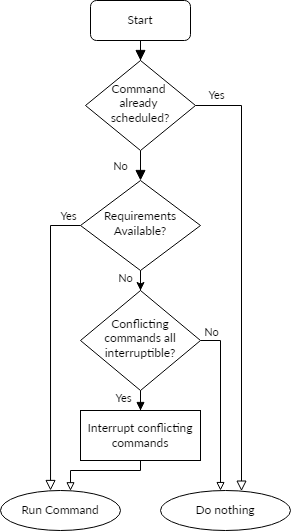 Start
Command
already
scheduled?
Yes
No
Requirements
Available?
Yes
No
Conflicting
commands all
interruptible?
No
Yes
Interrupt conflicting
commands
Run Command
Do nothing